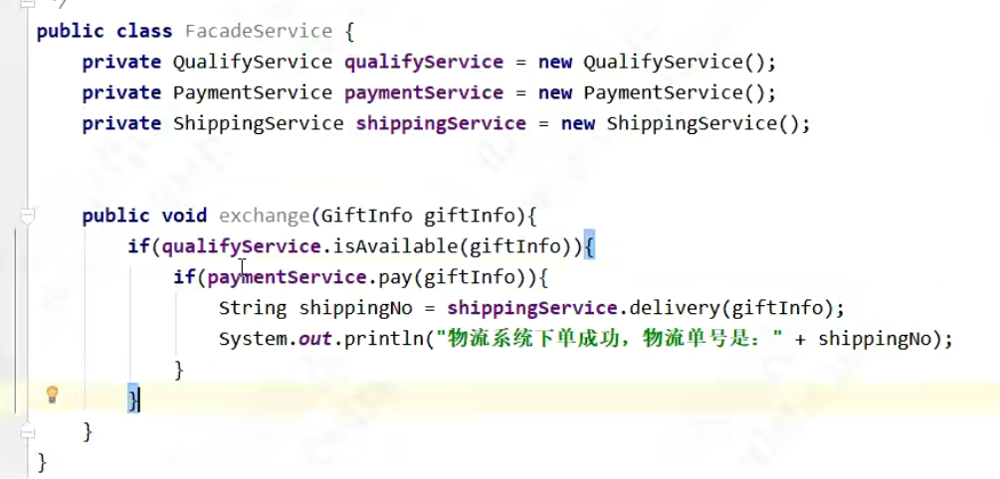 */
public class FacadeService {
    private QualifyService qualifyService = new QualifyService();
    private PaymentService paymentService = new PaymentService();
    private ShippingService shippingService = new ShippingService();
    public void exchange(GiftInfo giftInfo){
        if(qualifyService.isAvailable(giftInfo)){
            if(paymentService.pay(giftInfo)){
                String shippingNo = shippingService.delivery(giftInfo);
                System.out.println("物流系统下单成功，物流单号是：" + shippingNo);
            }
        }
    }
}